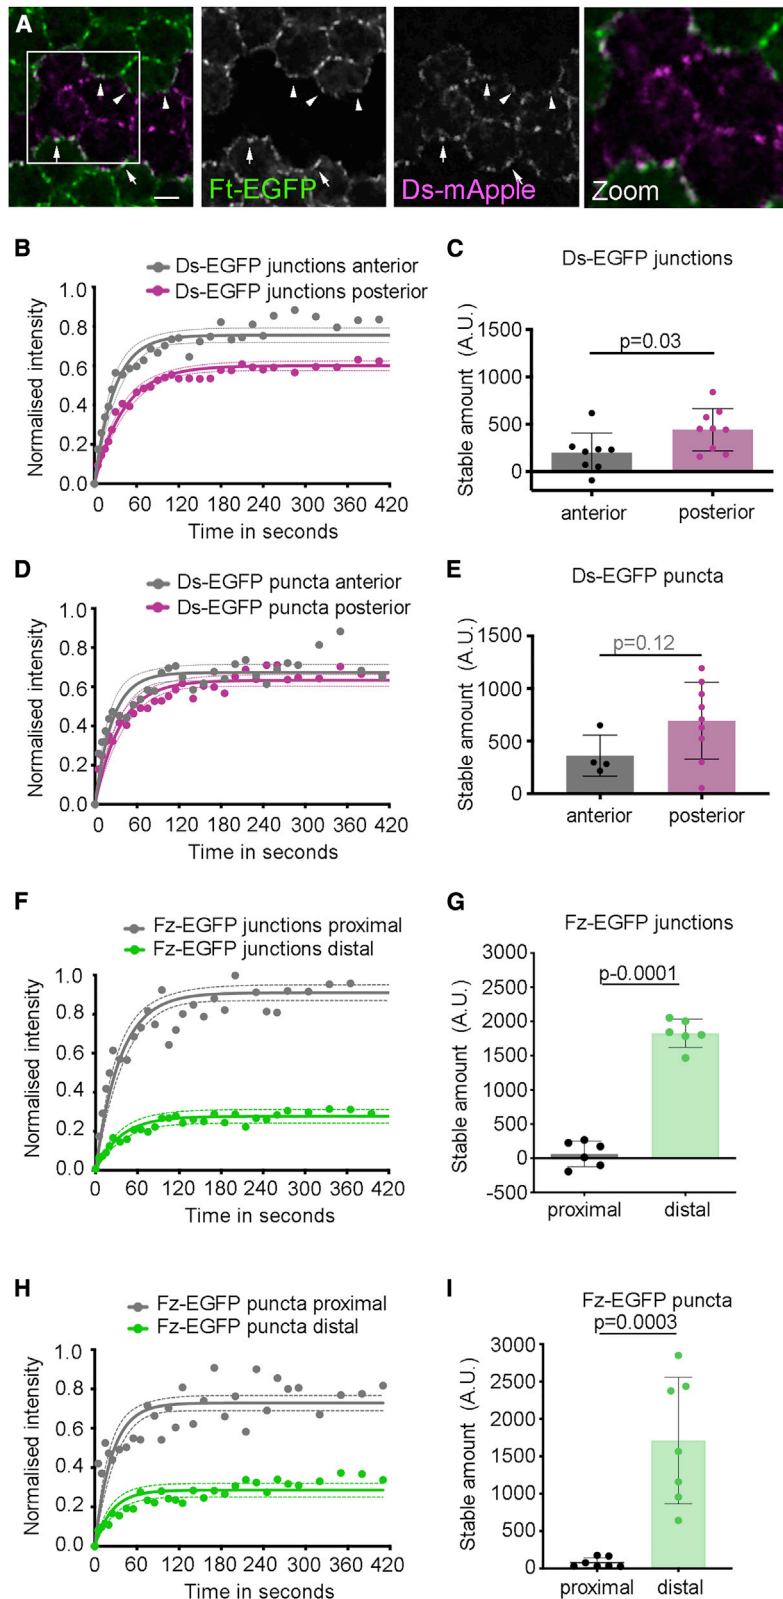 A
Ft-EGFP
Ds-mApple
Zoom
B
Ds-EGFP junctions anterior
Ds-EGFP junctions posterior
Normalised intensity
1.0
0.8
0.6
0.4
0.2
0.0
0 60 120 180 240 300 360 420
Time in seconds
C
Ds-EGFP junctions
p=0.03
Stable amount (A.U.)
1500
1000
500
0
anterior posterior
D
Ds-EGFP puncta anterior
Ds-EGFP puncta posterior
Normalised intensity
1.0
0.8
0.6
0.4
0.2
0.0
0 60 120 180 240 300 360 420
Time in seconds
E
Ds-EGFP puncta
p=0.12
Stable amount (A.U.)
1500
1000
500
0
anterior posterior
F
Fz-EGFP junctions proximal
Fz-EGFP junctions distal
Normalised intensity
1.0
0.8
0.6
0.4
0.2
0.0
0 60 120 180 240 300 360 420
Time in seconds
G
Fz-EGFP junctions
p-0.0001
Stable amount (A.U.)
3000
2500
2000
1500
1000
500
0
-500
proximal distal
H
Fz-EGFP puncta proximal
Fz-EGFP puncta distal
Normalised intensity
1.0
0.8
0.6
0.4
0.2
0.0
0 60 120 180 240 300 360 420
Time in seconds
I
Fz-EGFP puncta
p=0.0003
Stable amount (A.U.)
3000
2500
2000
1500
1000
500
0
proximal distal